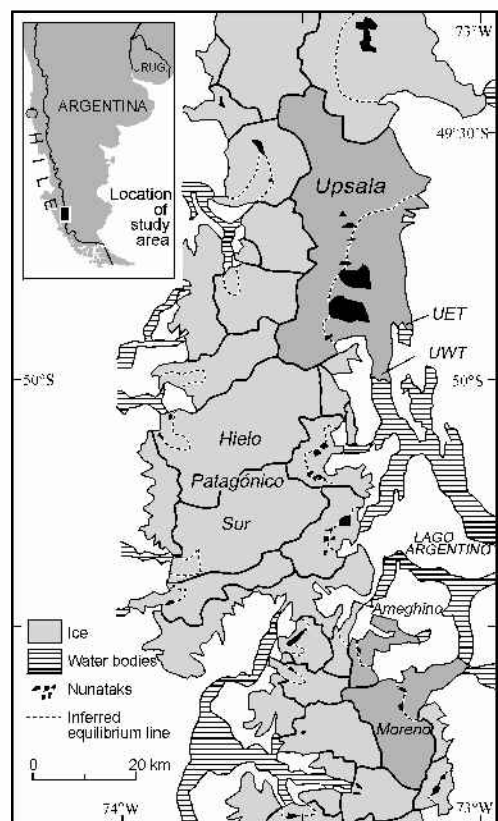 RUG.
ARGENTINA
CHILE
Location
of
study
area
73°W
49°30'S
Upsala
UET
UWT
50°S
50°S
Hielo
Patagónico
Sur
LAGO
ARGENTINO
Ameghino
Moreno
Ice
Water bodies
Nunataks
Inferred
equilibrium line
0
20 km
74°W
73°W